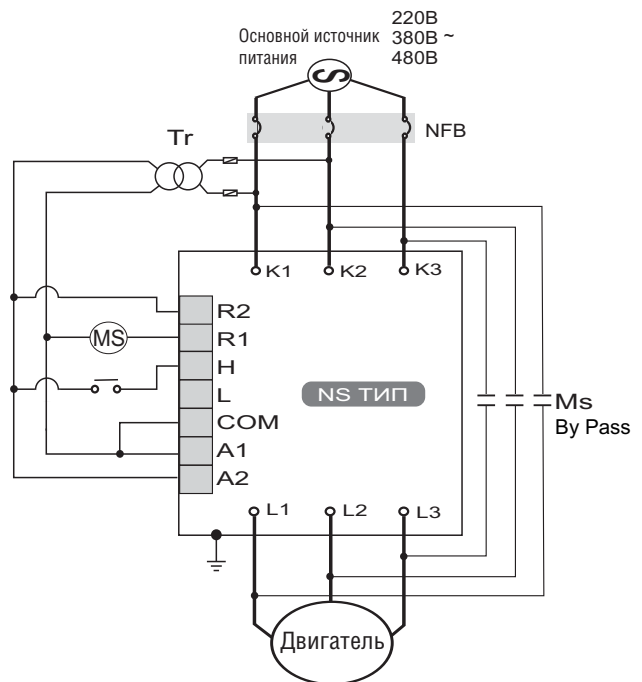 220В
Основной источник 380В ~
питания 480В
NFB
Tr
K1 K2 K3
R2
MS R1
H
L
COM
A1
A2
NS ТИП
Ms
By Pass
L1 L2 L3
Двигатель